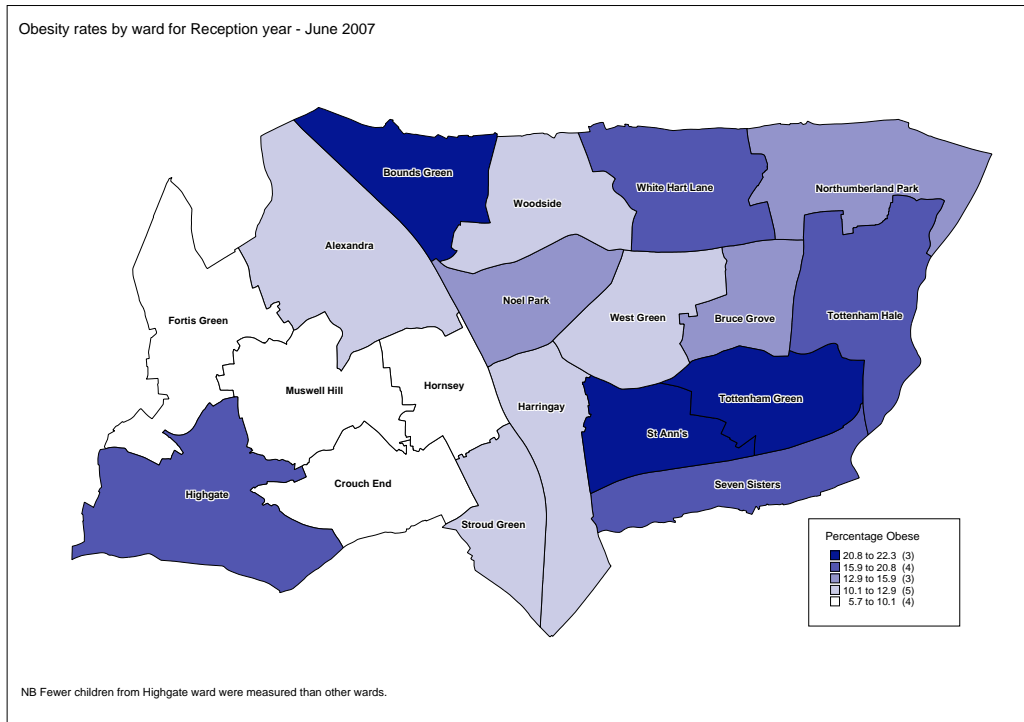 Obesity rates by ward for Reception year - June 2007
Bounds Green
White Hart Lane
Northumberland Park
Woodside
Alexandra
Noel Park
Fortis Green
West Green
Bruce Grove
Tottenham Hale
Muswell Hill
Hornsey
Harringay
Tottenham Green
St Ann's
Highgate
Crouch End
Seven Sisters
Stroud Green
Percentage Obese
20.8 to 22.3 (3)
15.9 to 20.8 (4)
12.9 to 15.9 (3)
10.1 to 12.9 (5)
5.7 to 10.1 (4)
NB Fewer children from Highgate ward were measured than other wards.